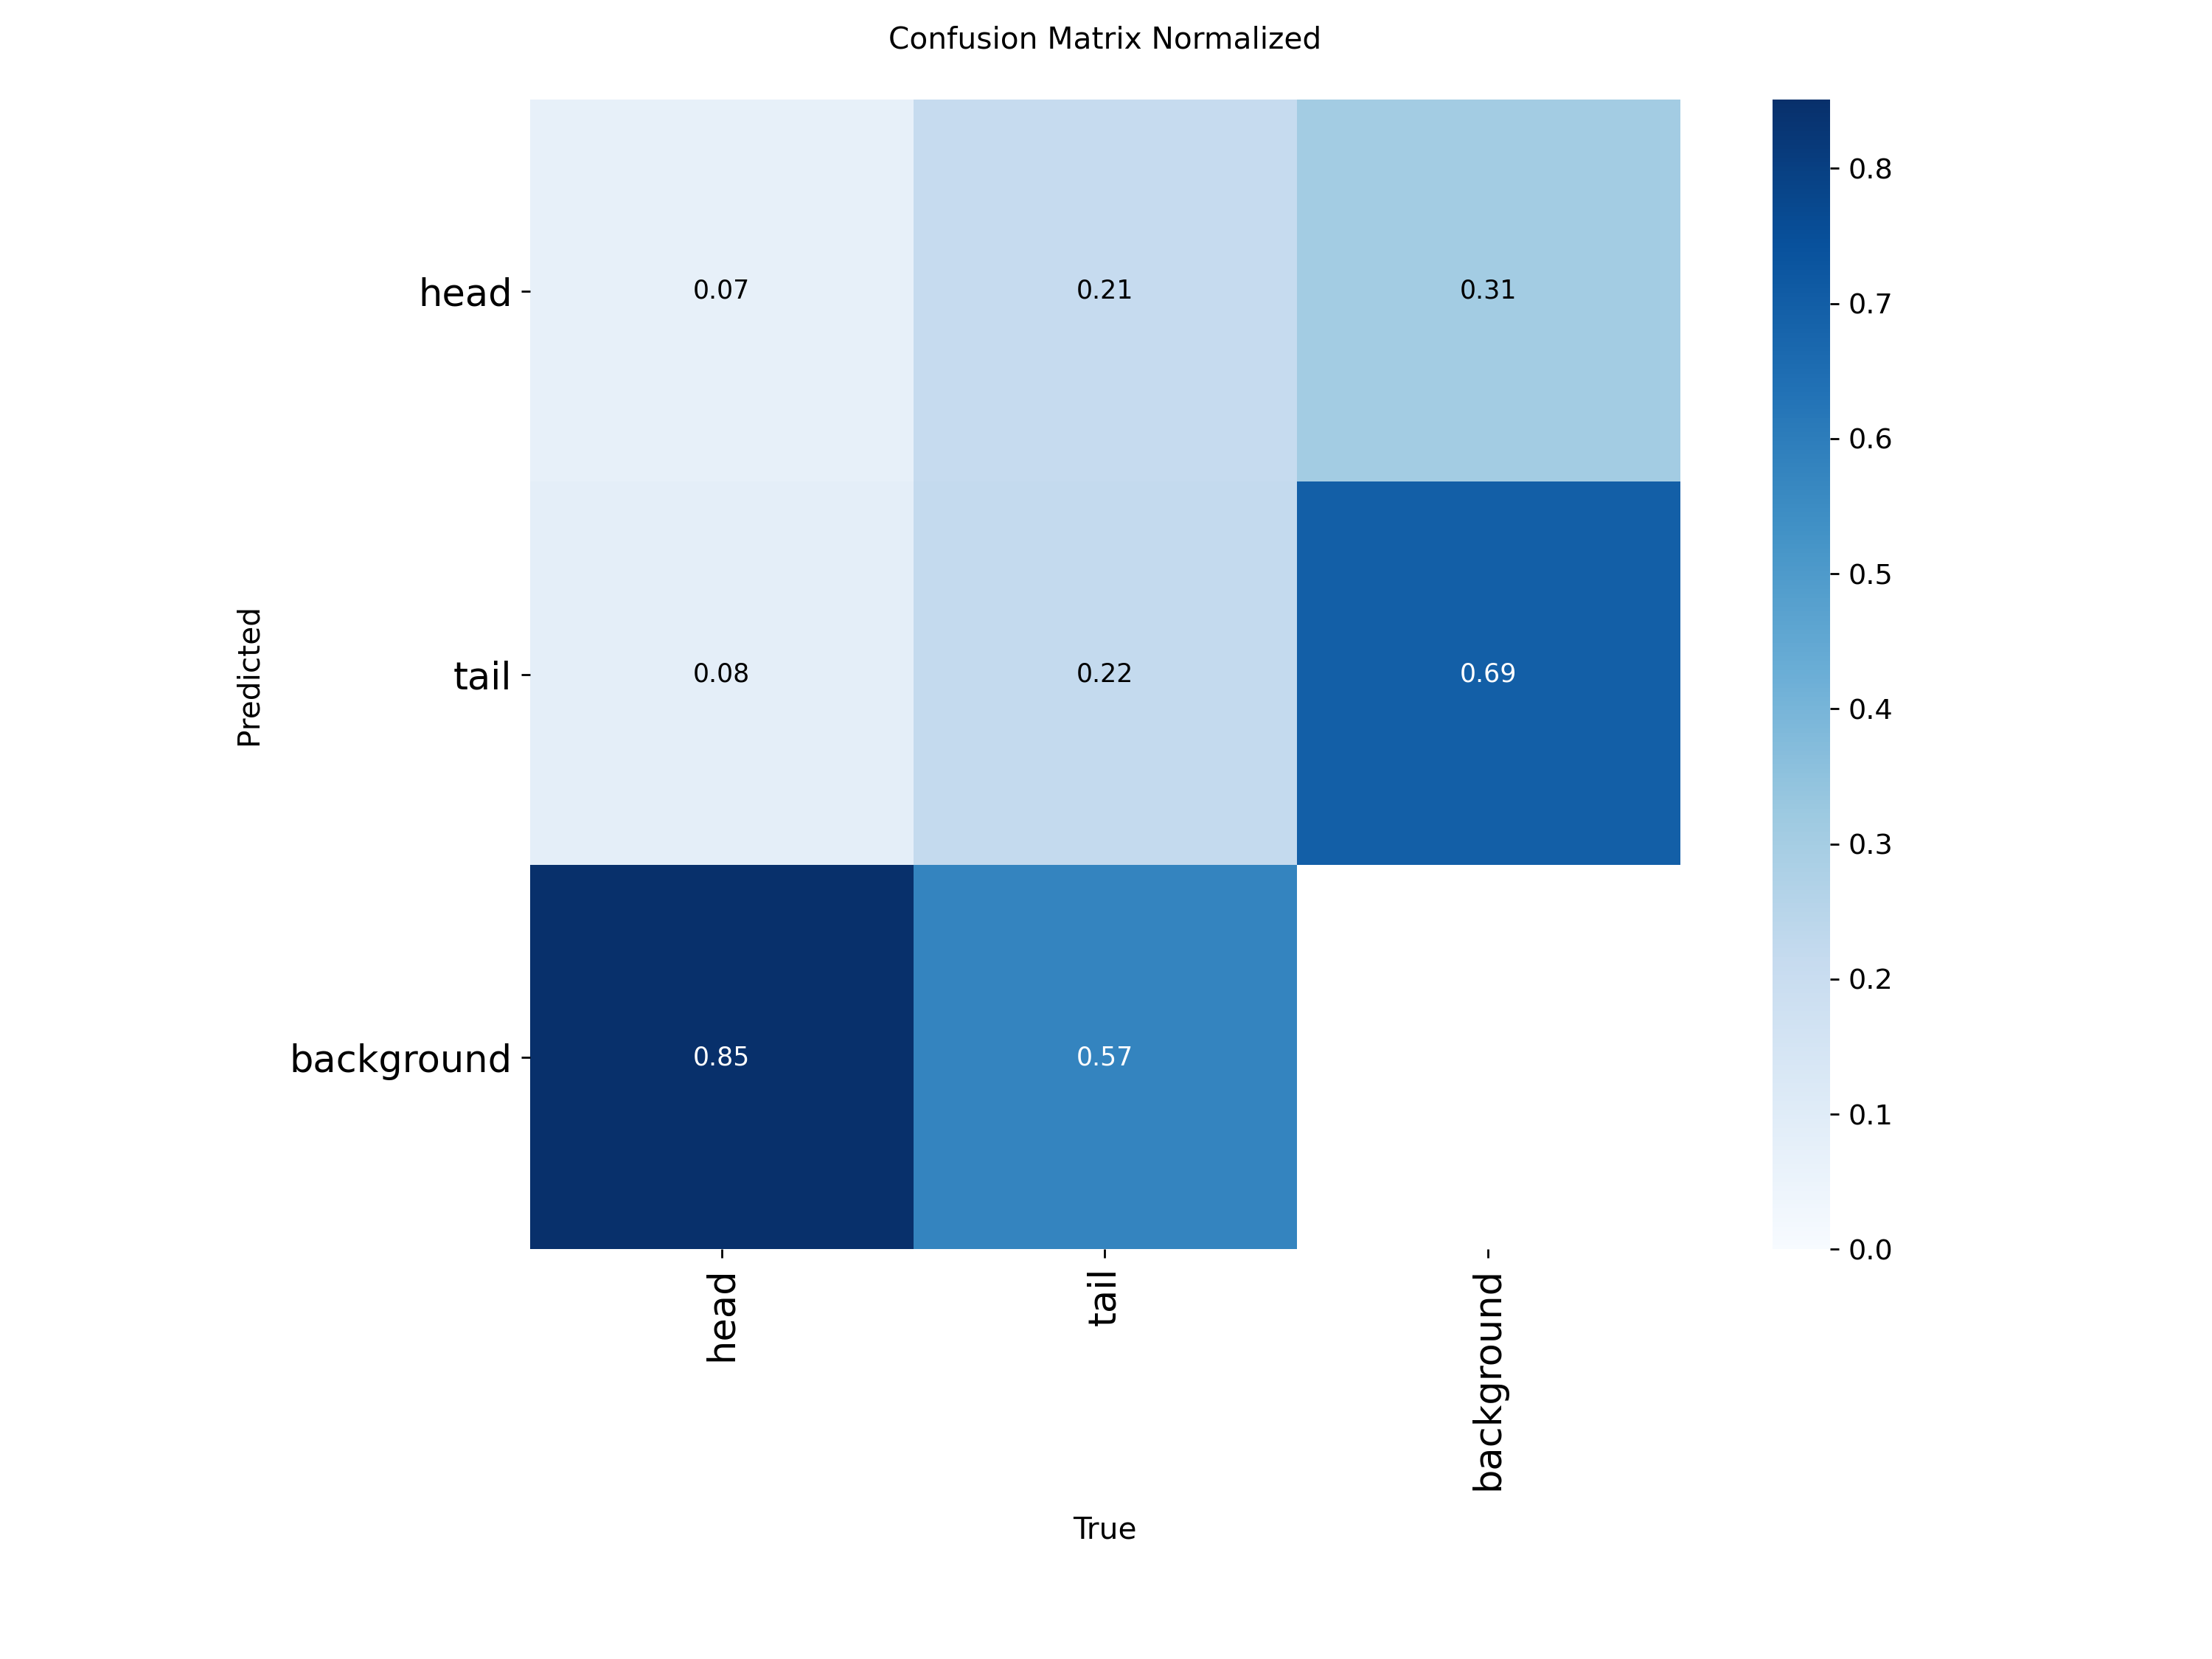 Confusion Matrix Normalized
head
0.07
0.21
0.31
tail
0.08
0.22
0.69
background
0.85
0.57
Predicted
head
tail
background
True
0.8
0.7
0.6
0.5
0.4
0.3
0.2
0.1
0.0